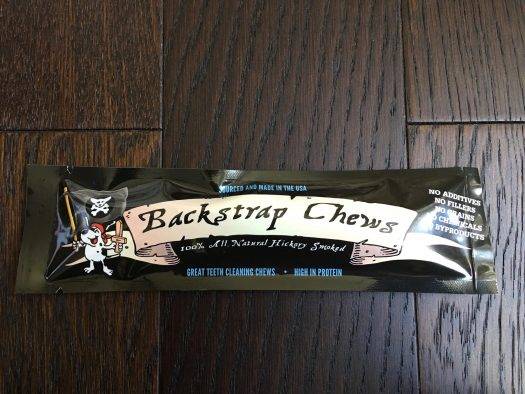 SOURCED AND MADE IN THE USA
Backstrap Chews
100% All Natural Hickory Smoked
GREAT TEETH CLEANING CHEWS • HIGH IN PROTEIN
NO ADDITIVES
NO FILLERS
NO GRAINS
CHEMICALS
BYPRODUCTS